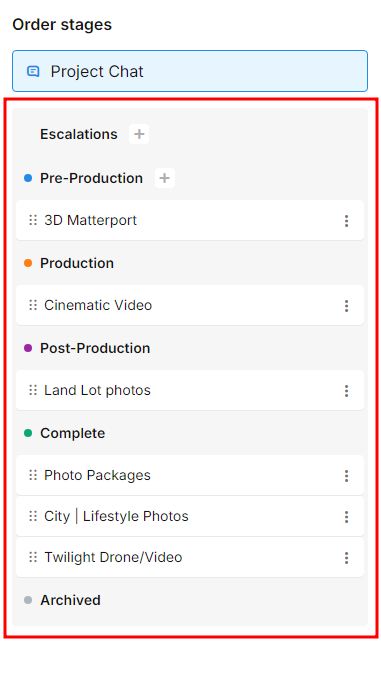 Order stages
Project Chat
Escalations +
Pre-Production +
3D Matterport
Production
Cinematic Video
Post-Production
Land Lot photos
Complete
Photo Packages
City | Lifestyle Photos
Twilight Drone/Video
Archived